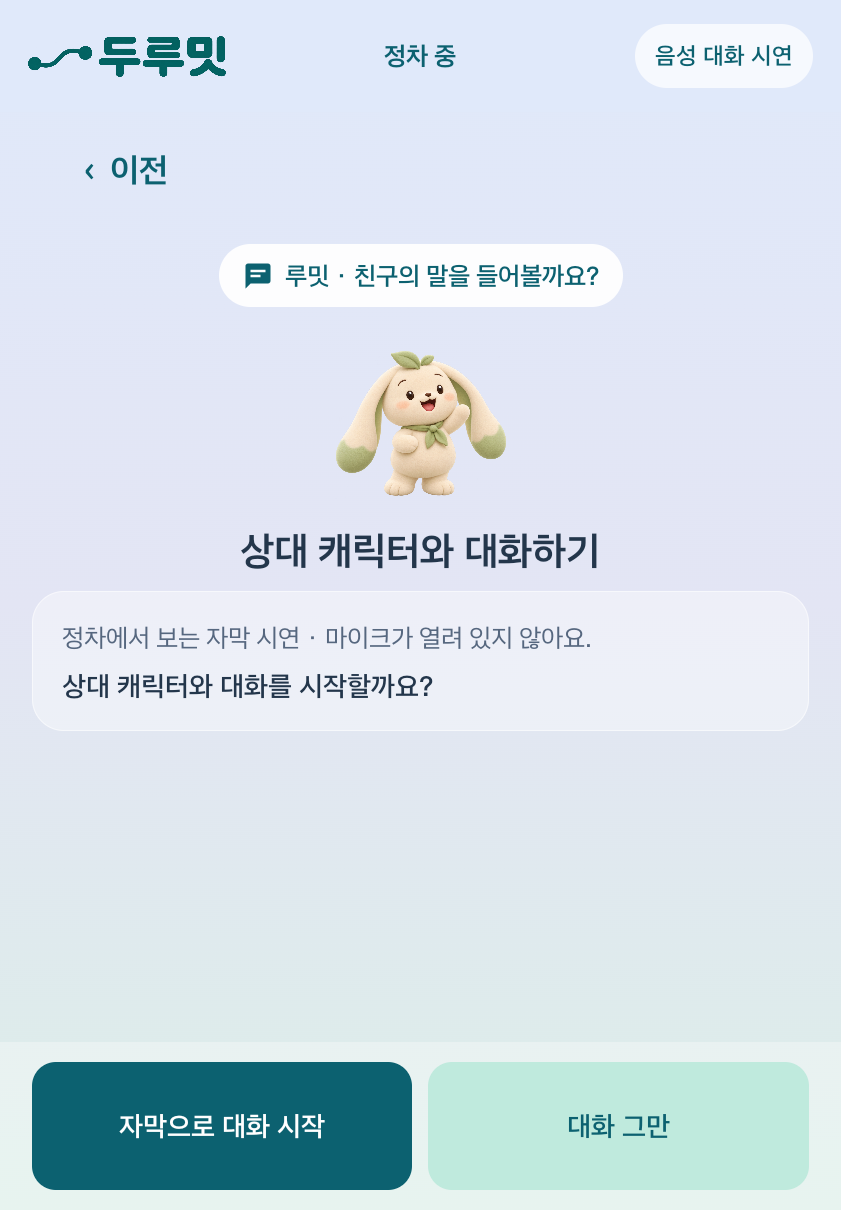 두루밋
정차 중
음성 대화 시연
‹ 이전
루밋 · 친구의 말을 들어볼까요?
상대 캐릭터와 대화하기
정차에서 보는 자막 시연 · 마이크가 열려 있지 않아요.
상대 캐릭터와 대화를 시작할까요?
자막으로 대화 시작
대화 그만